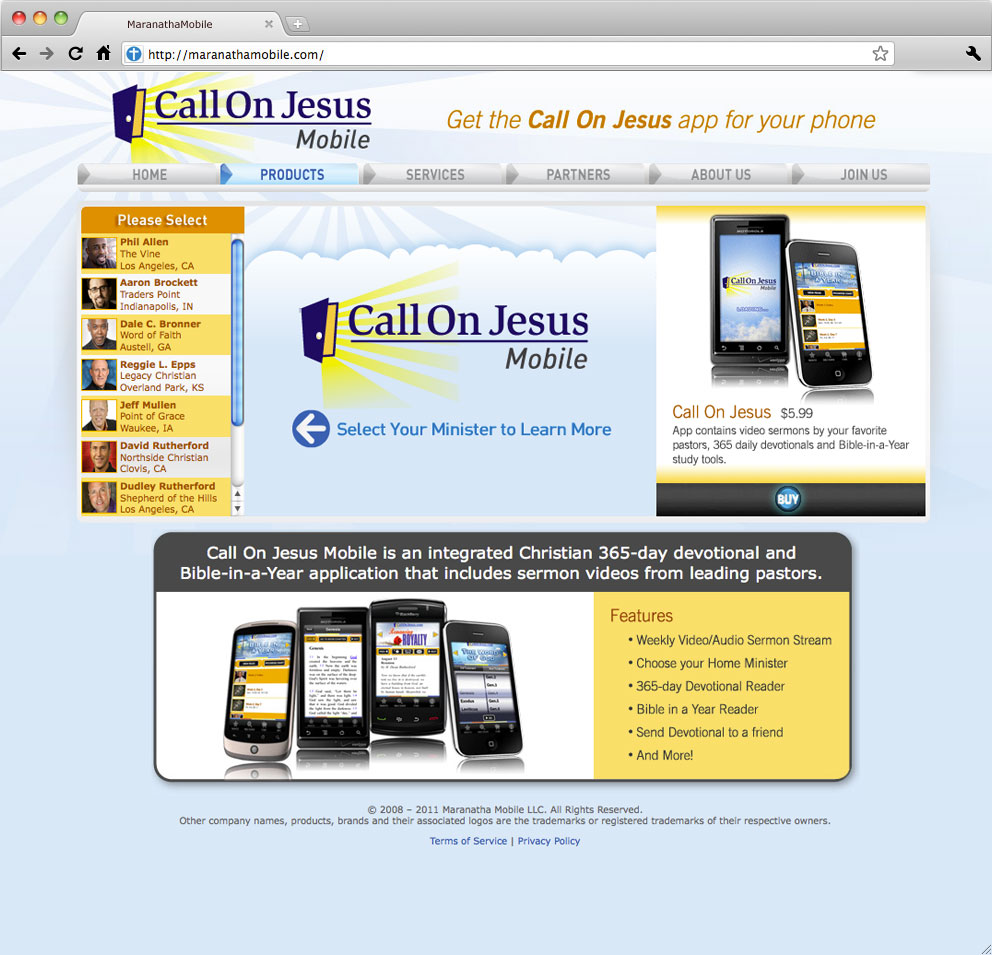 MaranathaMobile
http://maranathamobile.com/
Call On Jesus
Mobile
Get the Call On Jesus app for your phone
HOME
PRODUCTS
SERVICES
PARTNERS
ABOUT US
JOIN US
Please Select
Phil Allen
The Vine
Los Angeles, CA
Aaron Brockett
Traders Point
Indianapolis, IN
Dale C. Bronner
Word of Faith
Austell, GA
Reggie L. Epps
Legacy Christian
Overland Park, KS
Jeff Mullen
Point of Grace
Waukee, IA
David Rutherford
Northside Christian
Clovis, CA
Dudley Rutherford
Shepherd of the Hills
Los Angeles, CA
Call On Jesus
Mobile
Select Your Minister to Learn More
MOTOROLA
Call On Jesus
Mobile
LOADING...
Call On Jesus $5.99
App contains video sermons by your favorite
pastors, 365 daily devotionals and Bible-in-a-Year
study tools.
BUY
Call On Jesus Mobile is an integrated Christian 365-day devotional and
Bible-in-a-Year application that includes sermon videos from leading pastors.
Genesis
ROYALTY
Features
• Weekly Video/Audio Sermon Stream
• Choose your Home Minister
• 365-day Devotional Reader
• Bible in a Year Reader
• Send Devotional to a friend
• And More!
© 2008 – 2011 Maranatha Mobile LLC. All Rights Reserved.
Other company names, products, brands and their associated logos are the trademarks or registered trademarks of their respective owners.
Terms of Service | Privacy Policy